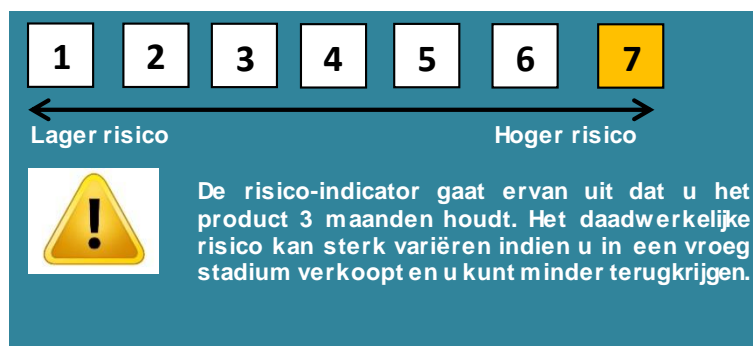 1 2 3 4 5 6 7
Lager risico Hoger risico
De risico-indicator gaat ervan uit dat u het
product 3 maanden houdt. Het daadwerkelijke
risico kan sterk variëren indien u in een vroeg
stadium verkoopt en u kunt minder terugkrijgen.